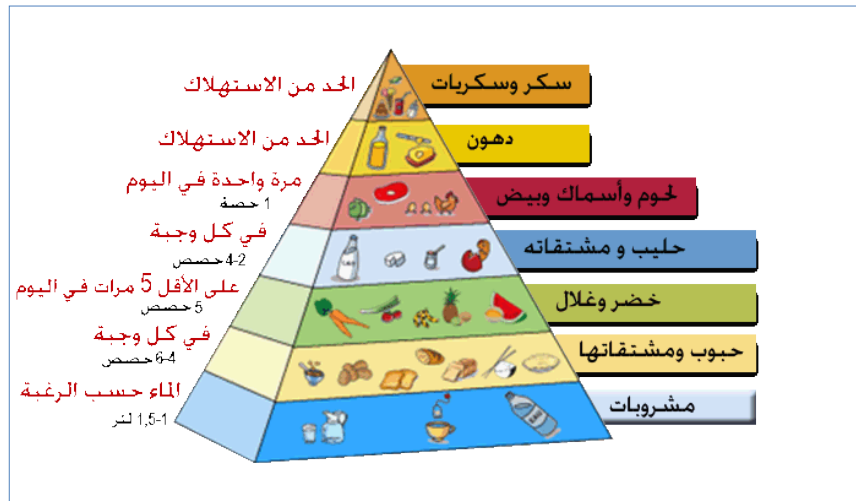 سكر وسكريات
الحد من الاستهلاك
دهون
الحد من الاستهلاك
لحوم وأسماك وبيض
مرة واحدة في اليوم
1 حصة
حليب و مشتقاته
في كل وجبة
2-4 حصص
خضر وغلال
على الأقل 5 مرات في اليوم
5 حصص
حبوب ومشتقاتها
في كل وجبة
4-6 حصص
مشروبات
الماء حسب الرغبة
1-1,5 لتر